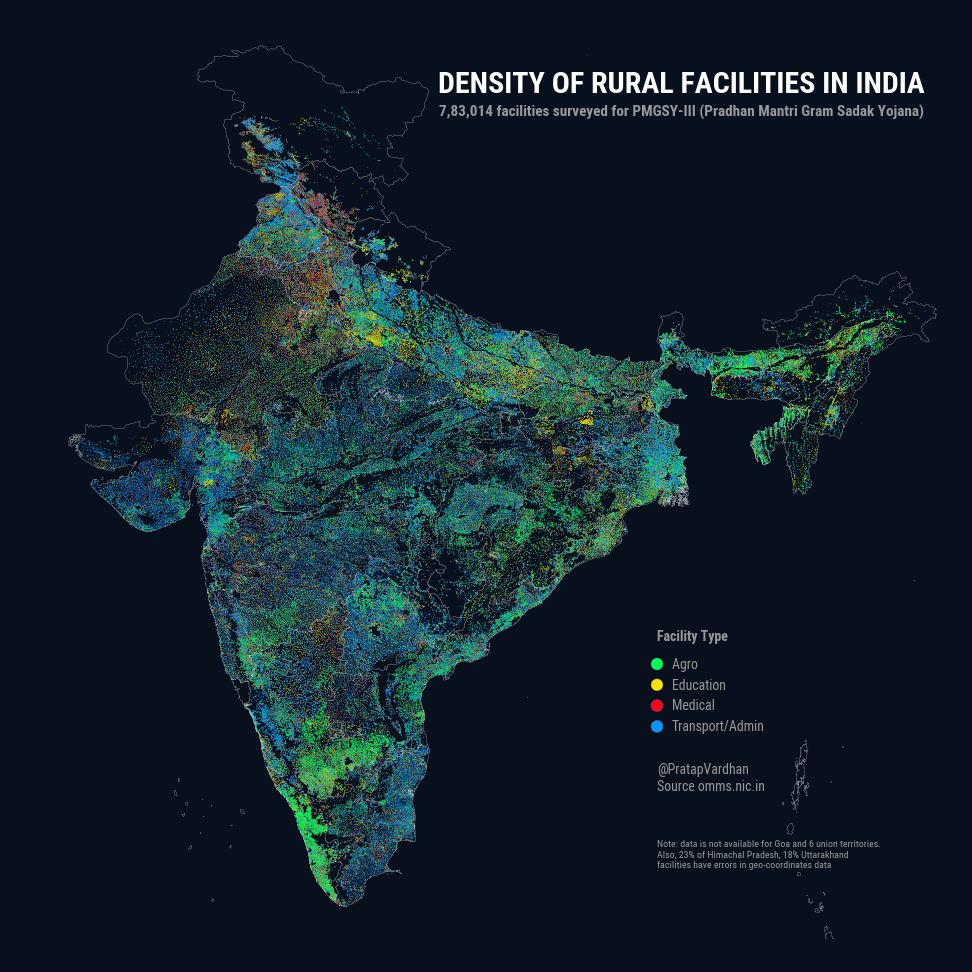 DENSITY OF RURAL FACILITIES IN INDIA
7,83,014 facilities surveyed for PMGSY-III (Pradhan Mantri Gram Sadak Yojana)
Facility Type
Agro
Education
Medical
Transport/Admin
@PratapVardhan
Source omms.nic.in
Note: data is not available for Goa and 6 union territories.
Also, 23% of Himachal Pradesh, 18% Uttarakhand
facilities have errors in geo-coordinates data